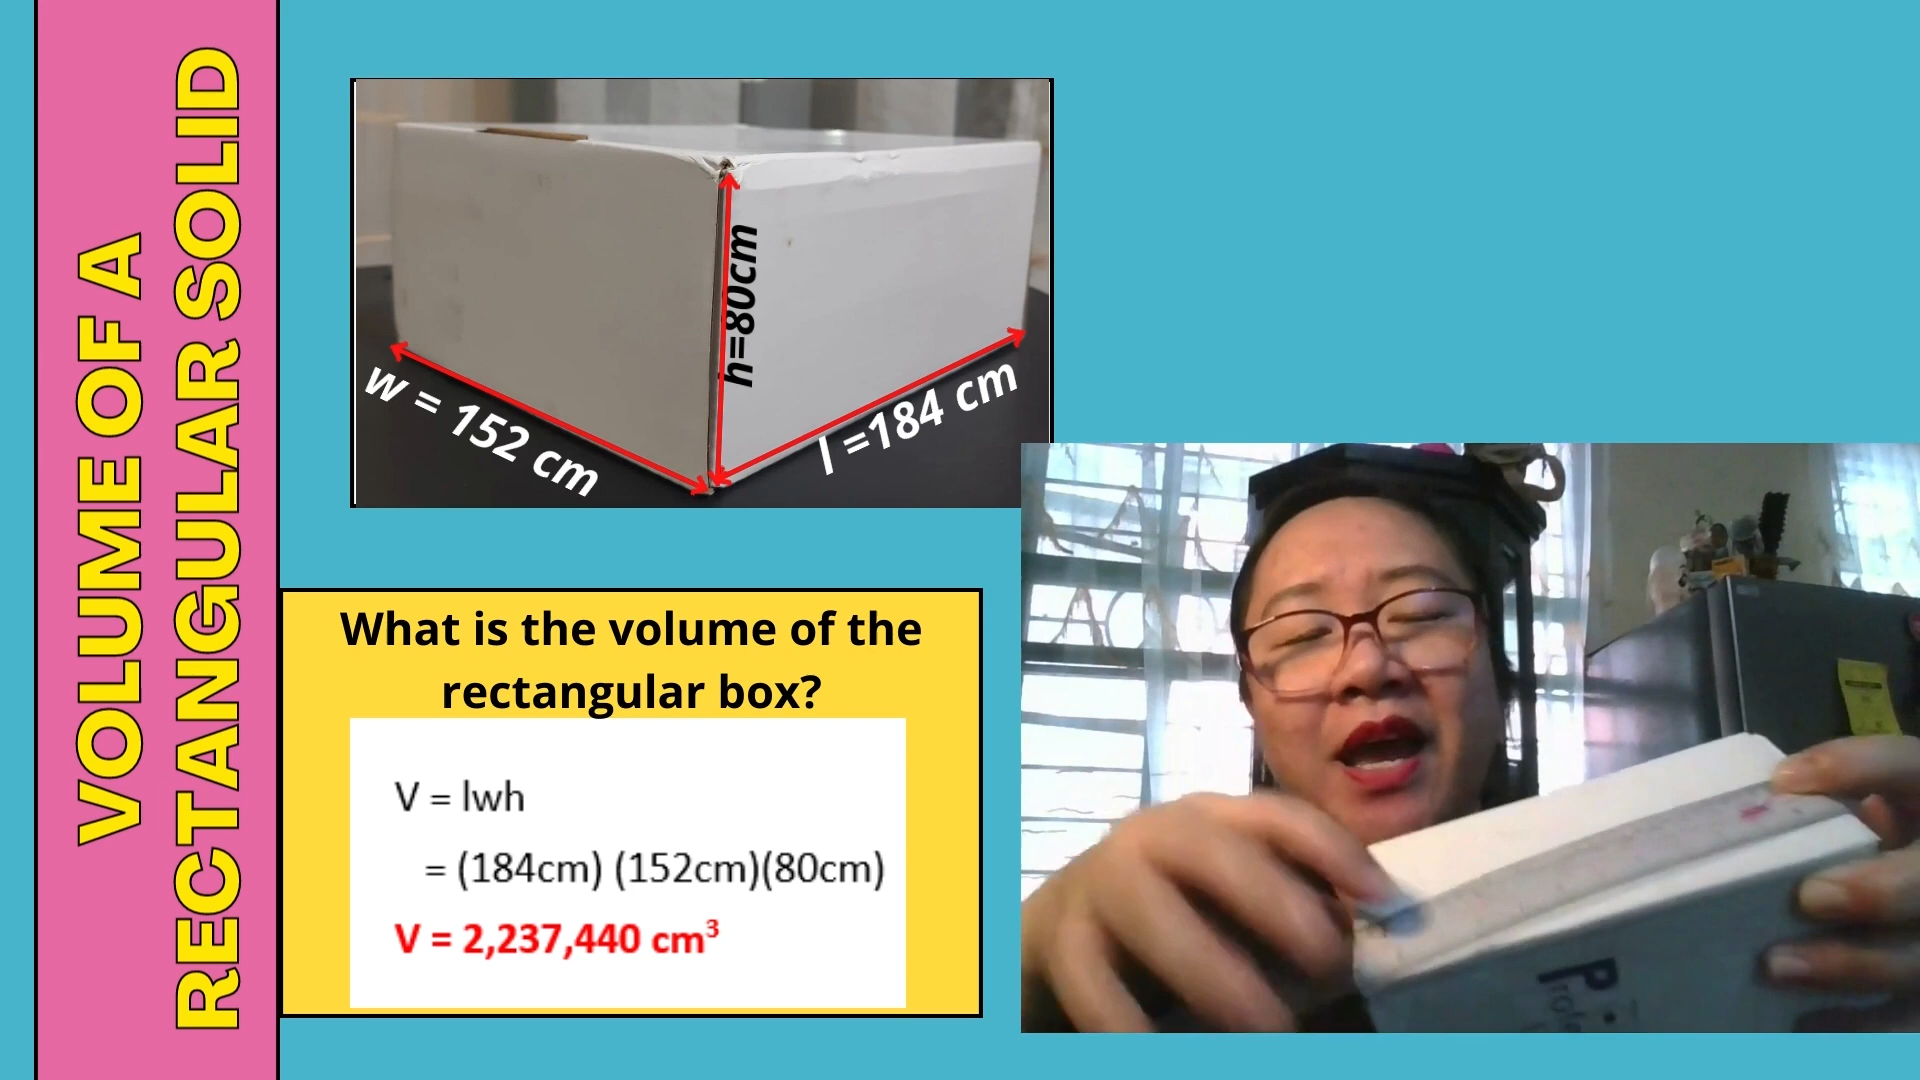 VOLUME OF A
RECTANGULAR SOLID
h=80cm
w = 152 cm
l =184 cm
What is the volume of the
rectangular box?
V = lwh
= (184cm) (152cm)(80cm)
V = 2,237,440 cm³